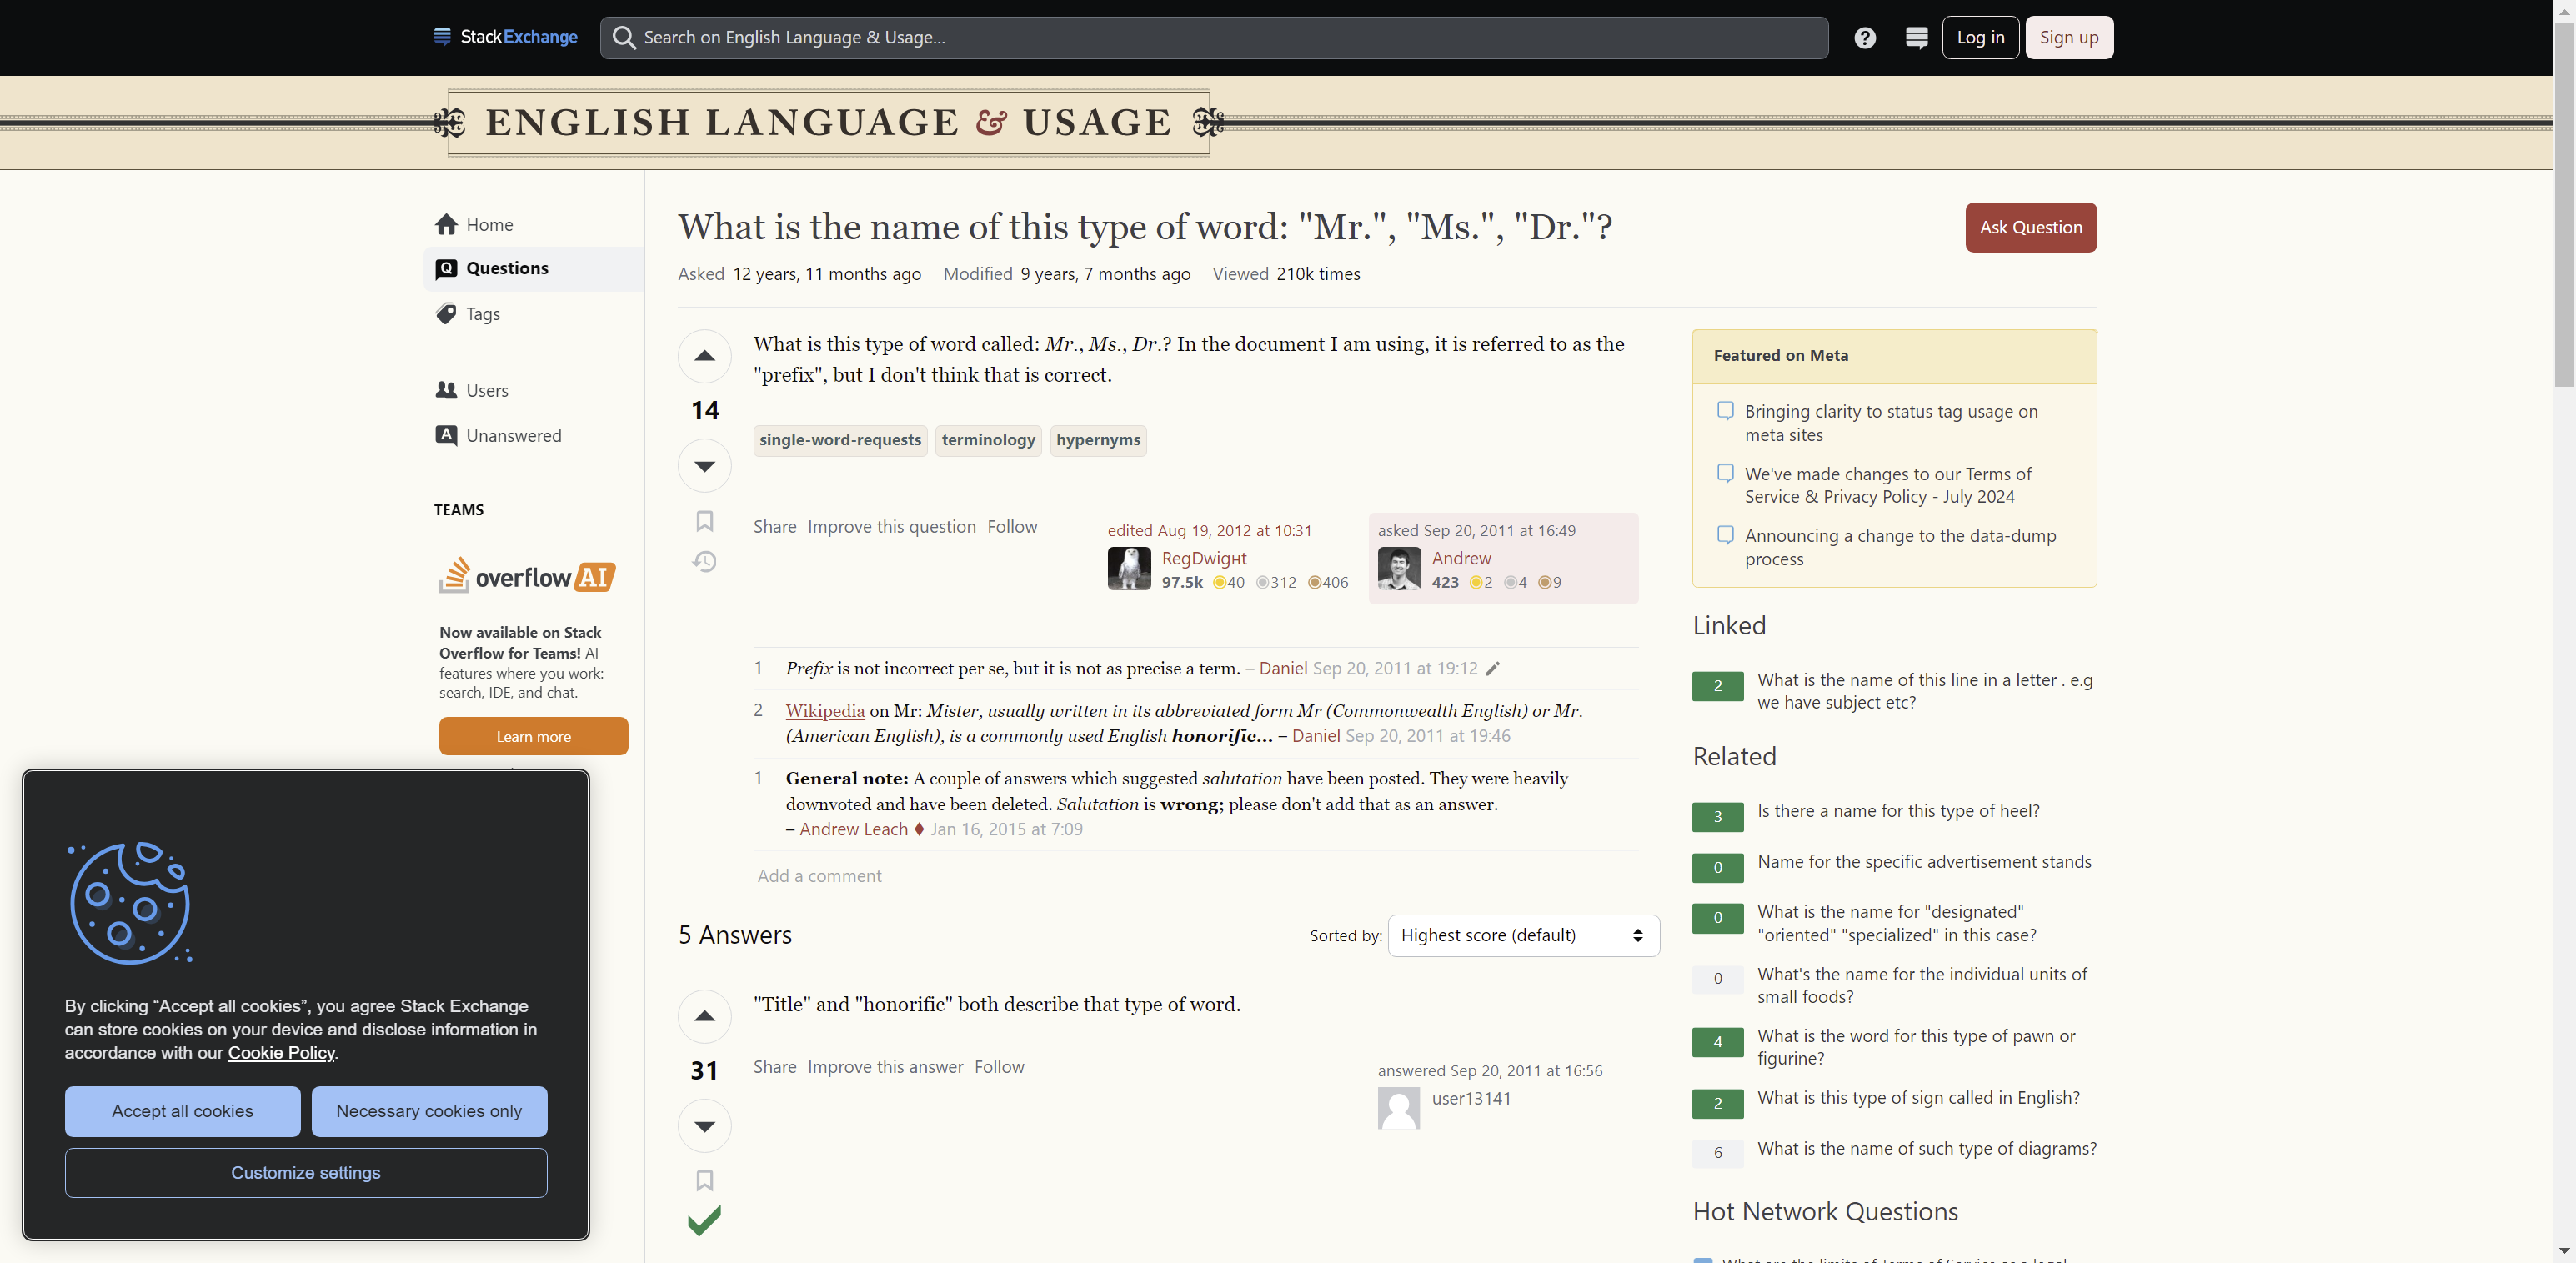 StackExchange
Search on English Language & Usage...
Log in
Sign up
ENGLISH LANGUAGE & USAGE
Home
Questions
Tags
Users
Unanswered
TEAMS
overflow AI
Now available on Stack
Overflow for Teams! AI
features where you work:
search, IDE, and chat.
Learn more
What is the name of this type of word: "Mr.", "Ms.", "Dr."?
Ask Question
Asked 12 years, 11 months ago Modified 9 years, 7 months ago Viewed 210k times
14
What is this type of word called: Mr., Ms., Dr.? In the document I am using, it is referred to as the
"prefix", but I don't think that is correct.
single-word-requests terminology hypernyms
Share Improve this question Follow
edited Aug 19, 2012 at 10:31
RegDwigнt
97.5k 40 312 406
asked Sep 20, 2011 at 16:49
Andrew
423 2 4 9
1 Prefix is not incorrect per se, but it is not as precise a term. – Daniel Sep 20, 2011 at 19:12
2 Wikipedia on Mr: Mister, usually written in its abbreviated form Mr (Commonwealth English) or Mr.
(American English), is a commonly used English honorific... – Daniel Sep 20, 2011 at 19:46
1 General note: A couple of answers which suggested salutation have been posted. They were heavily
downvoted and have been deleted. Salutation is wrong; please don't add that as an answer.
– Andrew Leach ♦ Jan 16, 2015 at 7:09
Add a comment
5 Answers
Sorted by: Highest score (default)
31
"Title" and "honorific" both describe that type of word.
Share Improve this answer Follow
answered Sep 20, 2011 at 16:56
user13141
Featured on Meta
Bringing clarity to status tag usage on
meta sites
We've made changes to our Terms of
Service & Privacy Policy - July 2024
Announcing a change to the data-dump
process
Linked
2 What is the name of this line in a letter . e.g
we have subject etc?
Related
3 Is there a name for this type of heel?
0 Name for the specific advertisement stands
0 What is the name for "designated"
"oriented" "specialized" in this case?
0 What's the name for the individual units of
small foods?
4 What is the word for this type of pawn or
figurine?
2 What is this type of sign called in English?
6 What is the name of such type of diagrams?
Hot Network Questions
By clicking “Accept all cookies”, you agree Stack Exchange
can store cookies on your device and disclose information in
accordance with our Cookie Policy.
Accept all cookies
Necessary cookies only
Customize settings